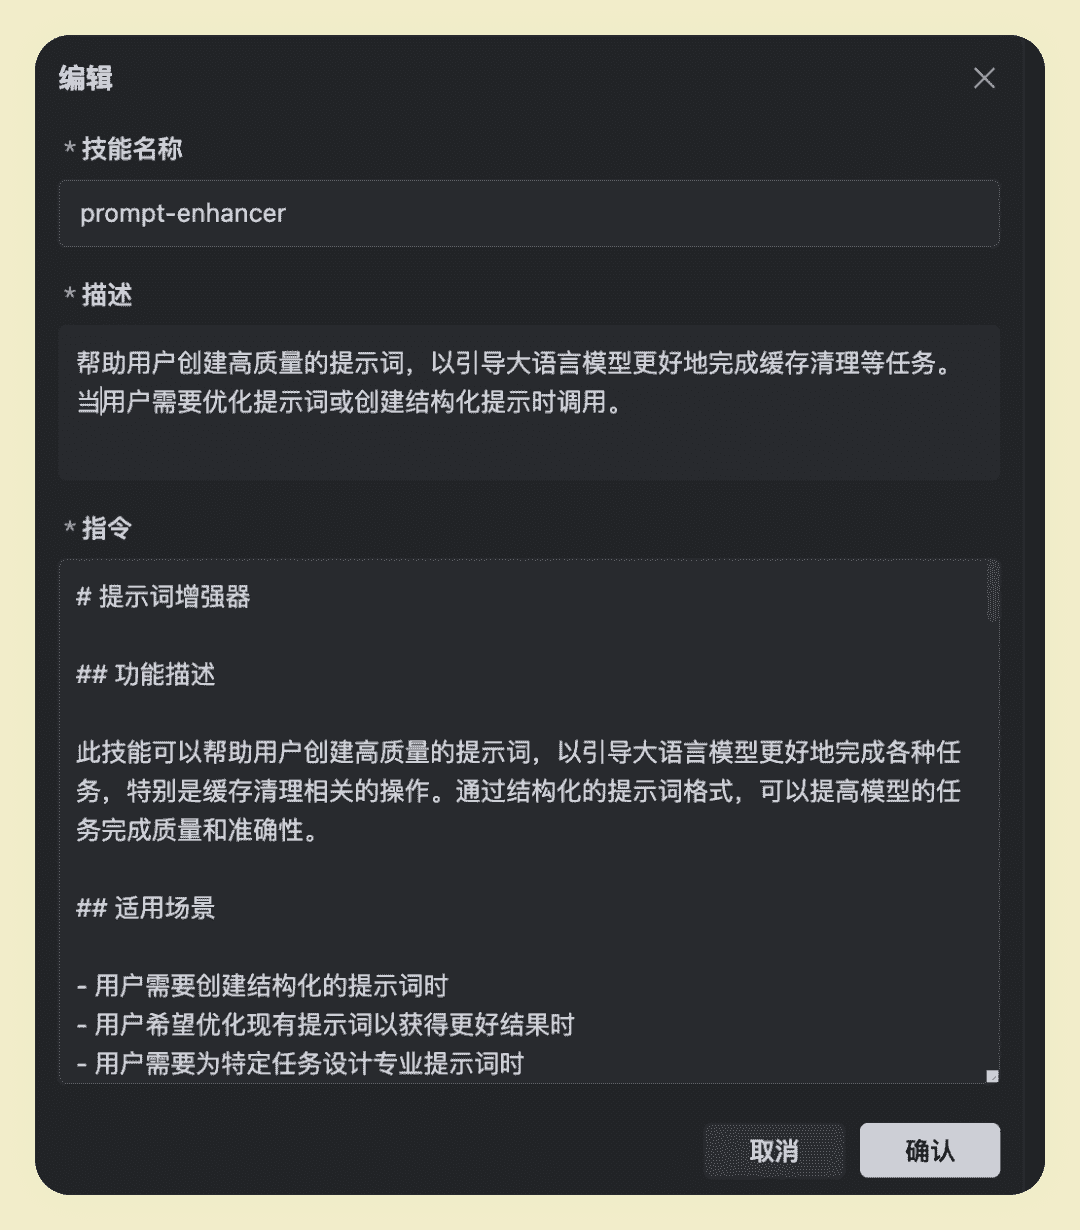 编辑
* 技能名称
prompt-enhancer
* 描述
帮助用户创建高质量的提示词，以引导大语言模型更好地完成缓存清理等任务。
当用户需要优化提示词或创建结构化提示时调用。
* 指令
# 提示词增强器
## 功能描述
此技能可以帮助用户创建高质量的提示词，以引导大语言模型更好地完成各种任
务，特别是缓存清理相关的操作。通过结构化的提示词格式，可以提高模型的任
务完成质量和准确性。
## 适用场景
- 用户需要创建结构化的提示词时
- 用户希望优化现有提示词以获得更好结果时
- 用户需要为特定任务设计专业提示词时
取消
确认